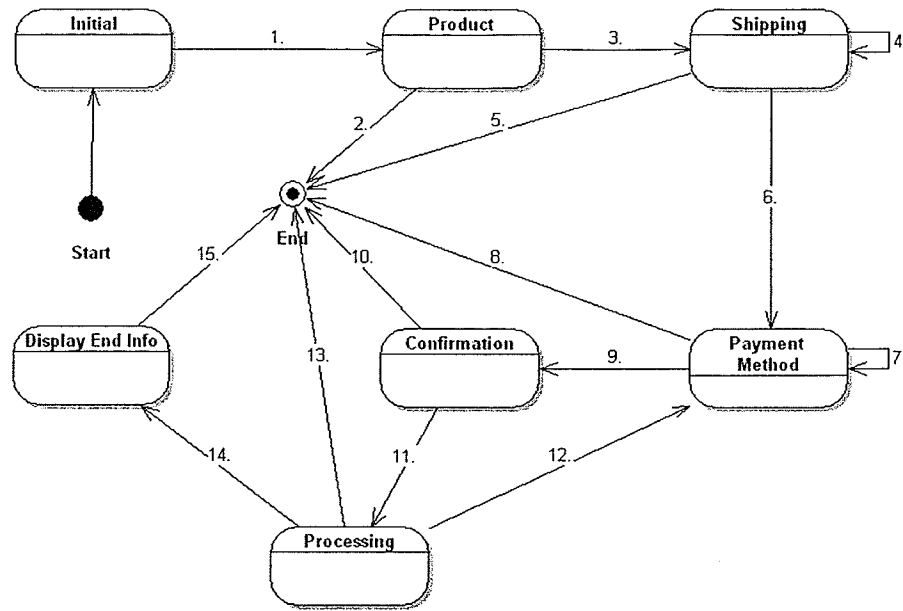 Initial
1.
Product
3.
Shipping
4
2.
5.
6.
Start
End
15.
10.
8.
Display End Info
13.
Confirmation
9.
Payment
Method
7
14.
11.
12.
Processing